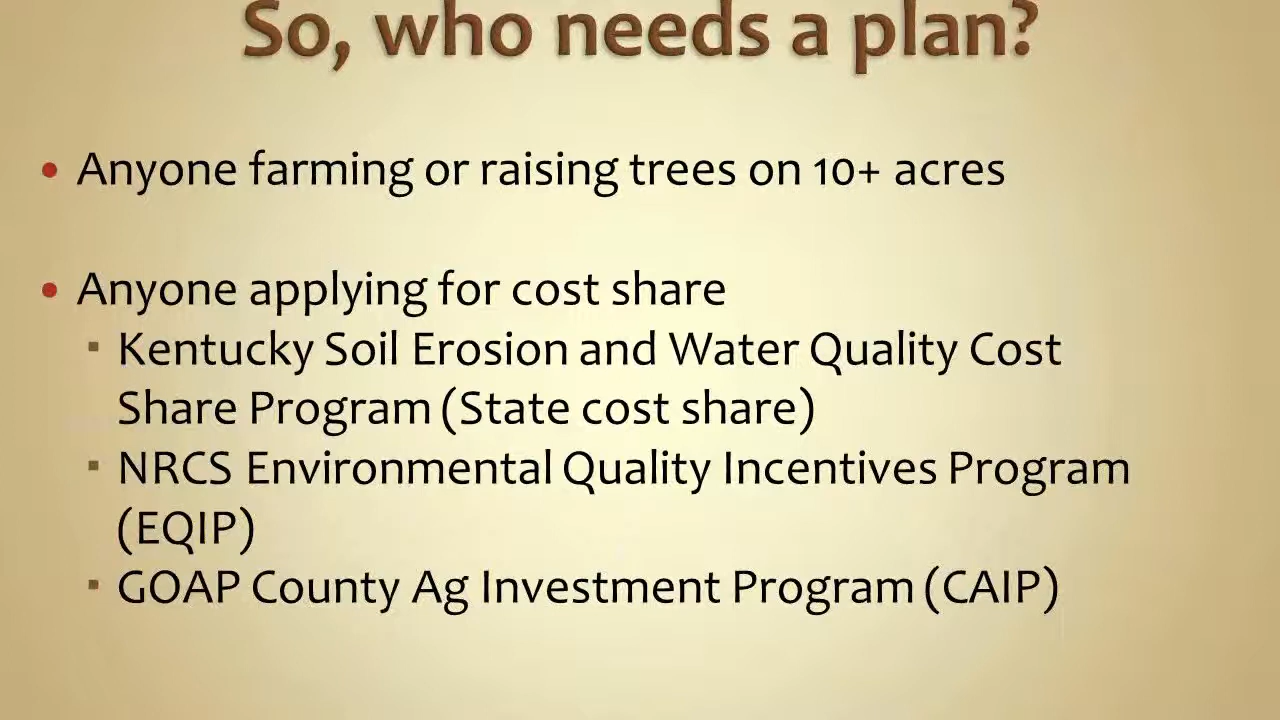 So, who needs a plan?
• Anyone farming or raising trees on 10+ acres
• Anyone applying for cost share
▪ Kentucky Soil Erosion and Water Quality Cost
Share Program (State cost share)
▪ NRCS Environmental Quality Incentives Program
(EQIP)
▪ GOAP County Ag Investment Program (CAIP)